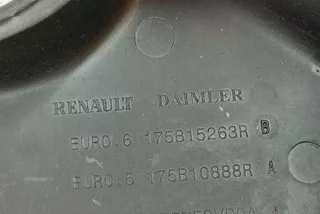 RENAULT DAIMLER
EURO.6 175B15263R B
EURO.5 175B10888R A